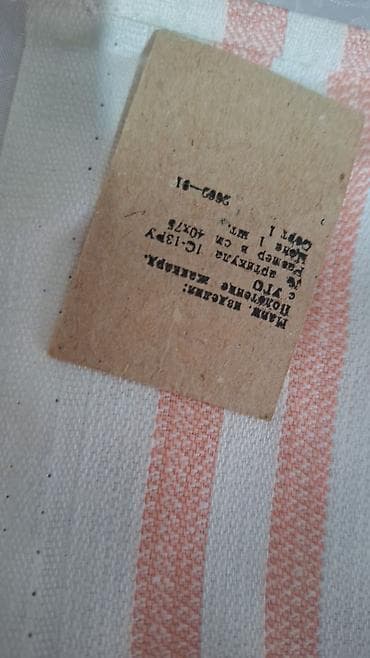 Наим. изделия:
Полотенце жаккард.
с УГО
№ артикула 1С-13РУ
Размер в см 40х75
Цена 1 шт.
Сорт 1
2662—81